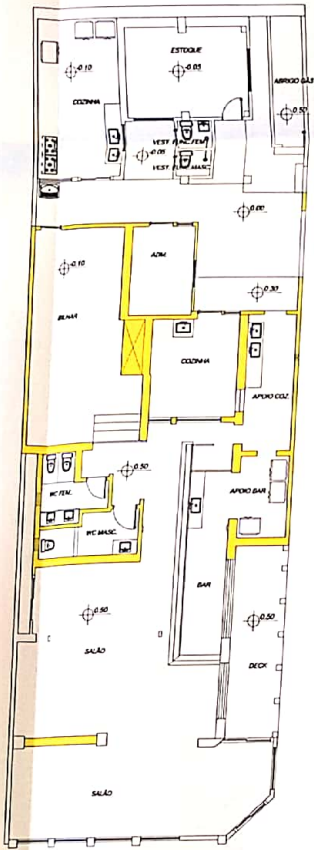 ESTOQUE
-0.10
-0.05
COZINHA
ABRIGO GÁS
0.50
VEST. FUNC. FEM.
-0.05
VEST. FUNC. MASC.
0.00
ADM.
-0.10
0.30
BILHAR
COZINHA
APOIO COZ.
0.50
WC FEM.
APOIO BAR
WC MASC.
BAR
0.50
0.50
SALÃO
DECK
SALÃO